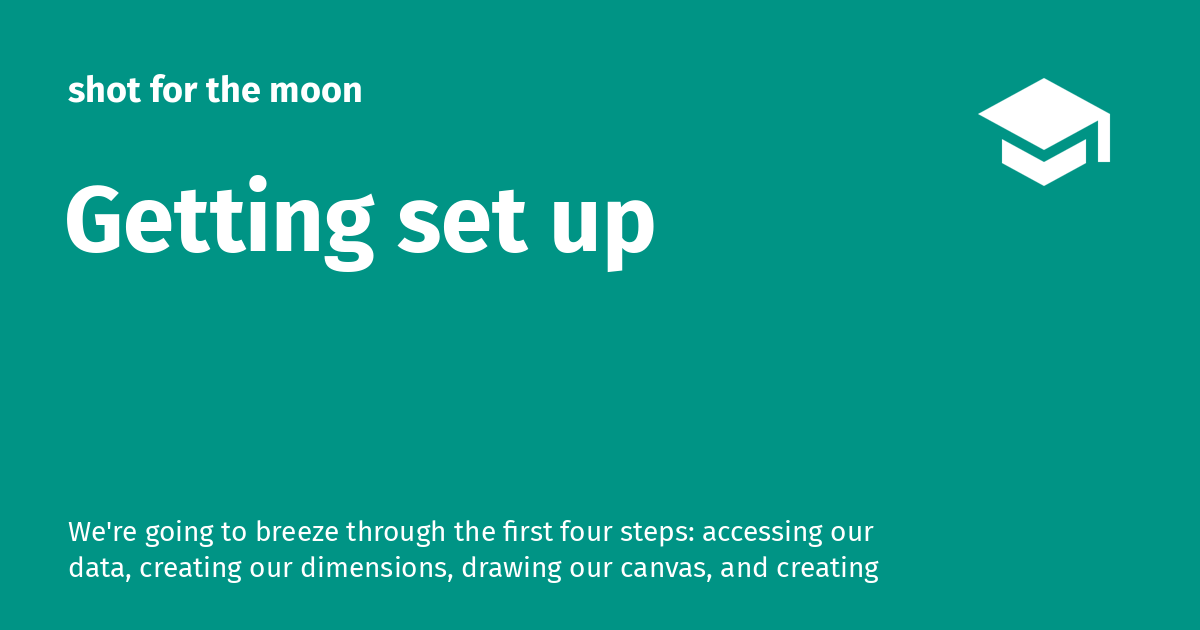 shot for the moon
Getting set up
We're going to breeze through the first four steps: accessing our
data, creating our dimensions, drawing our canvas, and creating